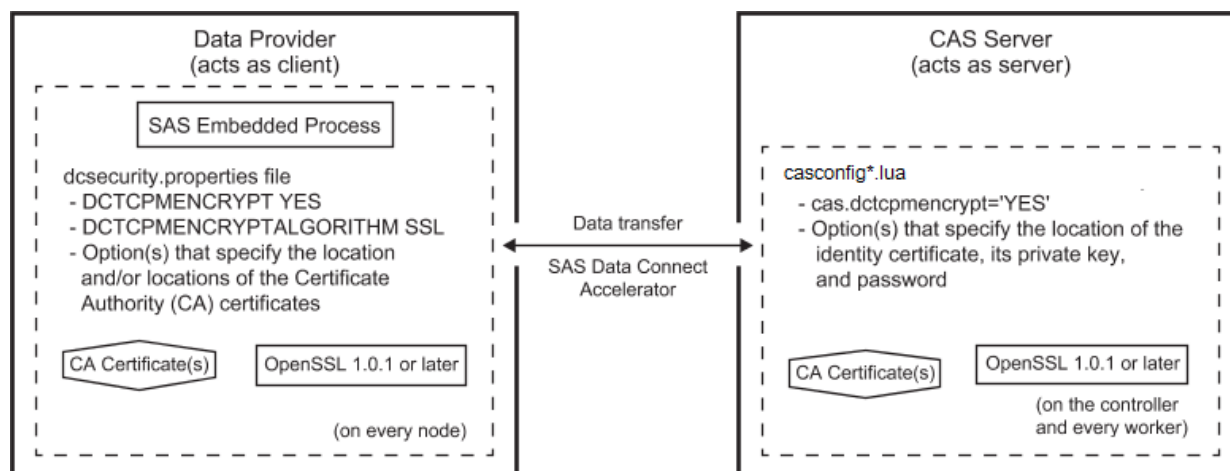 Data Provider
(acts as client)
SAS Embedded Process
dcsecurity.properties file
- DCTCPMENCRYPT YES
- DCTCPMENCRYPTALGORITHM SSL
- Option(s) that specify the location
and/or locations of the Certificate
Authority (CA) certificates
CA Certificate(s)
OpenSSL 1.0.1 or later
(on every node)
Data transfer
SAS Data Connect
Accelerator
CAS Server
(acts as server)
casconfig*.lua
- cas.dctcpmencrypt='YES'
- Option(s) that specify the location of the
identity certificate, its private key,
and password
CA Certificate(s)
OpenSSL 1.0.1 or later
(on the controller
and every worker)